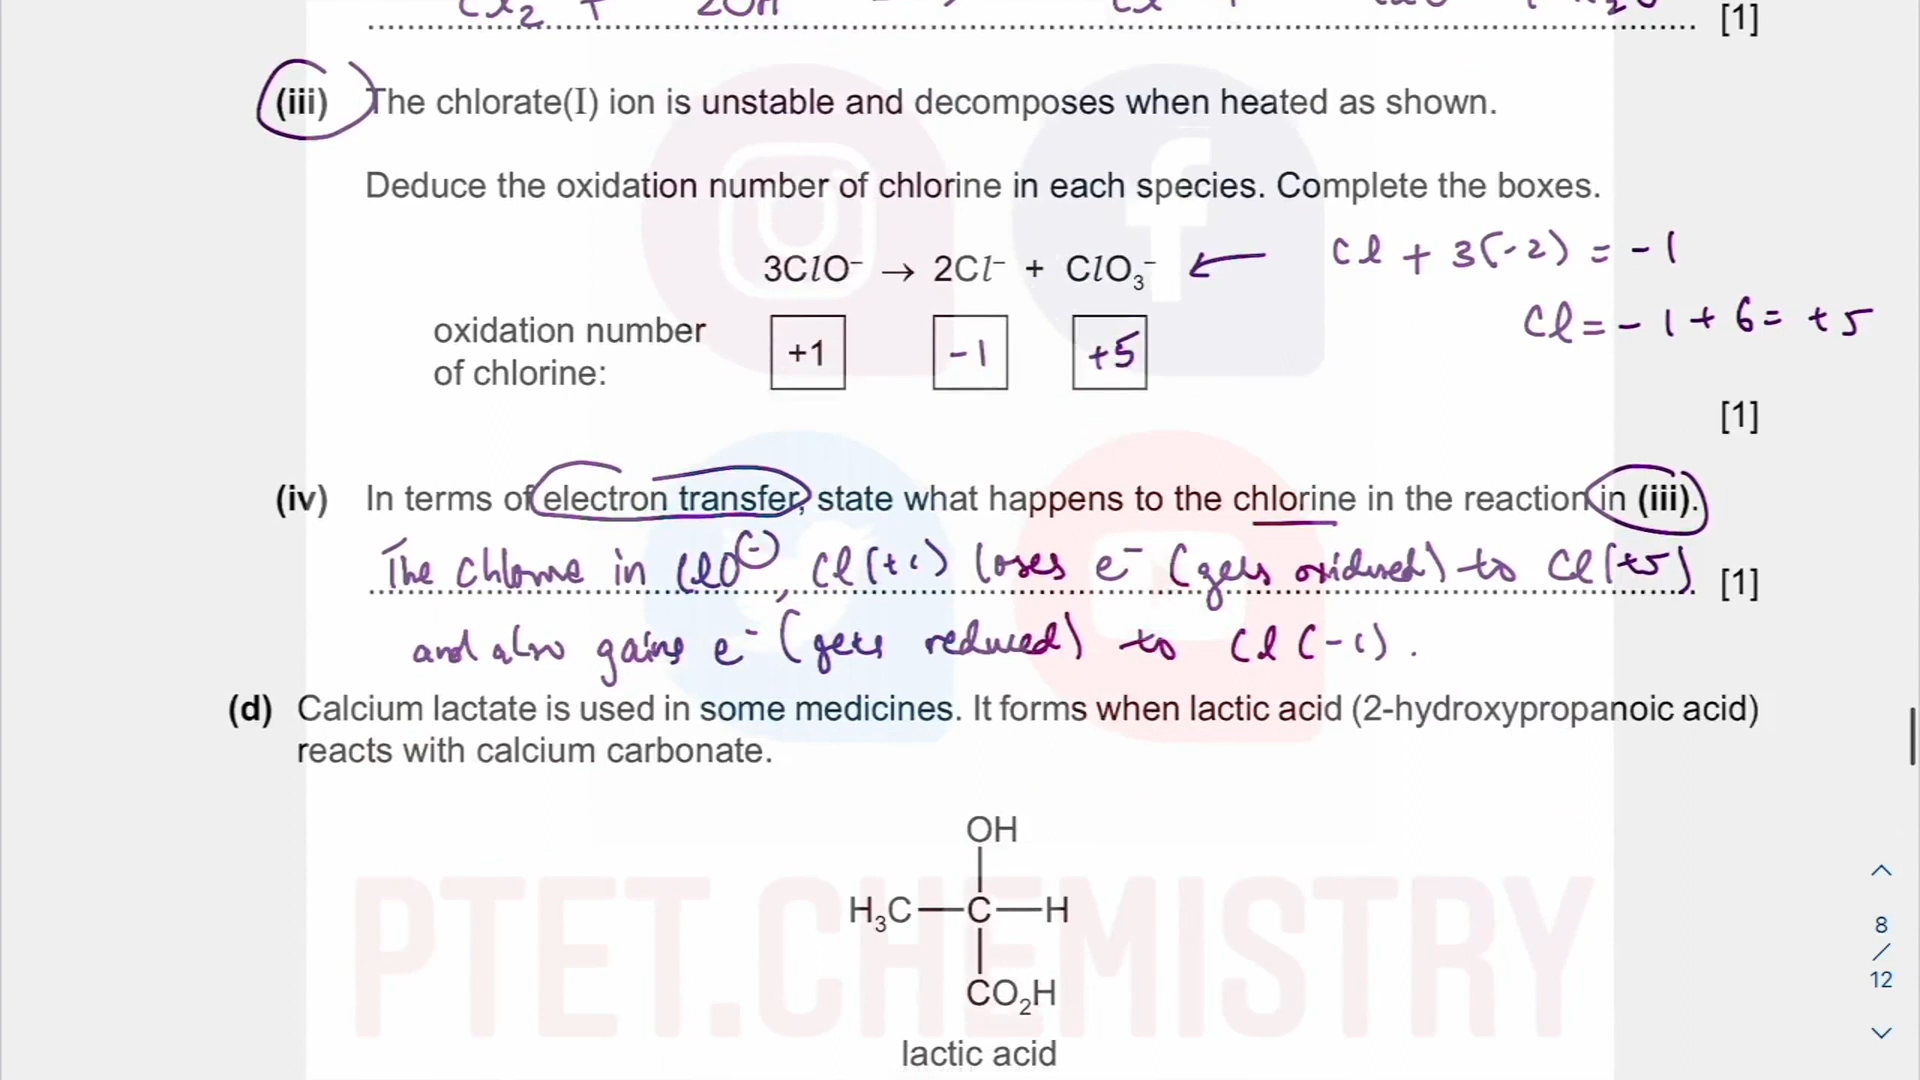 Cl₂ + 2OH
[1]
(iii) The chlorate(I) ion is unstable and decomposes when heated as shown.
Deduce the oxidation number of chlorine in each species. Complete the boxes.
Cl + 3(-2) = -1
3ClO⁻ → 2Cl⁻ + ClO₃⁻
Cl = -1 + 6 = +5
oxidation number of chlorine: +1 -1 +5
[1]
(iv) In terms of electron transfer, state what happens to the chlorine in the reaction in (iii).
The chlorine in ClO⁻, Cl(+1) loses e⁻ (gets oxidised) to Cl(+5) [1]
and also gains e⁻ (gets reduced) to Cl(-1).
(d) Calcium lactate is used in some medicines. It forms when lactic acid (2-hydroxypropanoic acid)
reacts with calcium carbonate.
OH
H₃C—C—H
CO₂H
lactic acid
PTET.CHEMISTRY
8
/
12